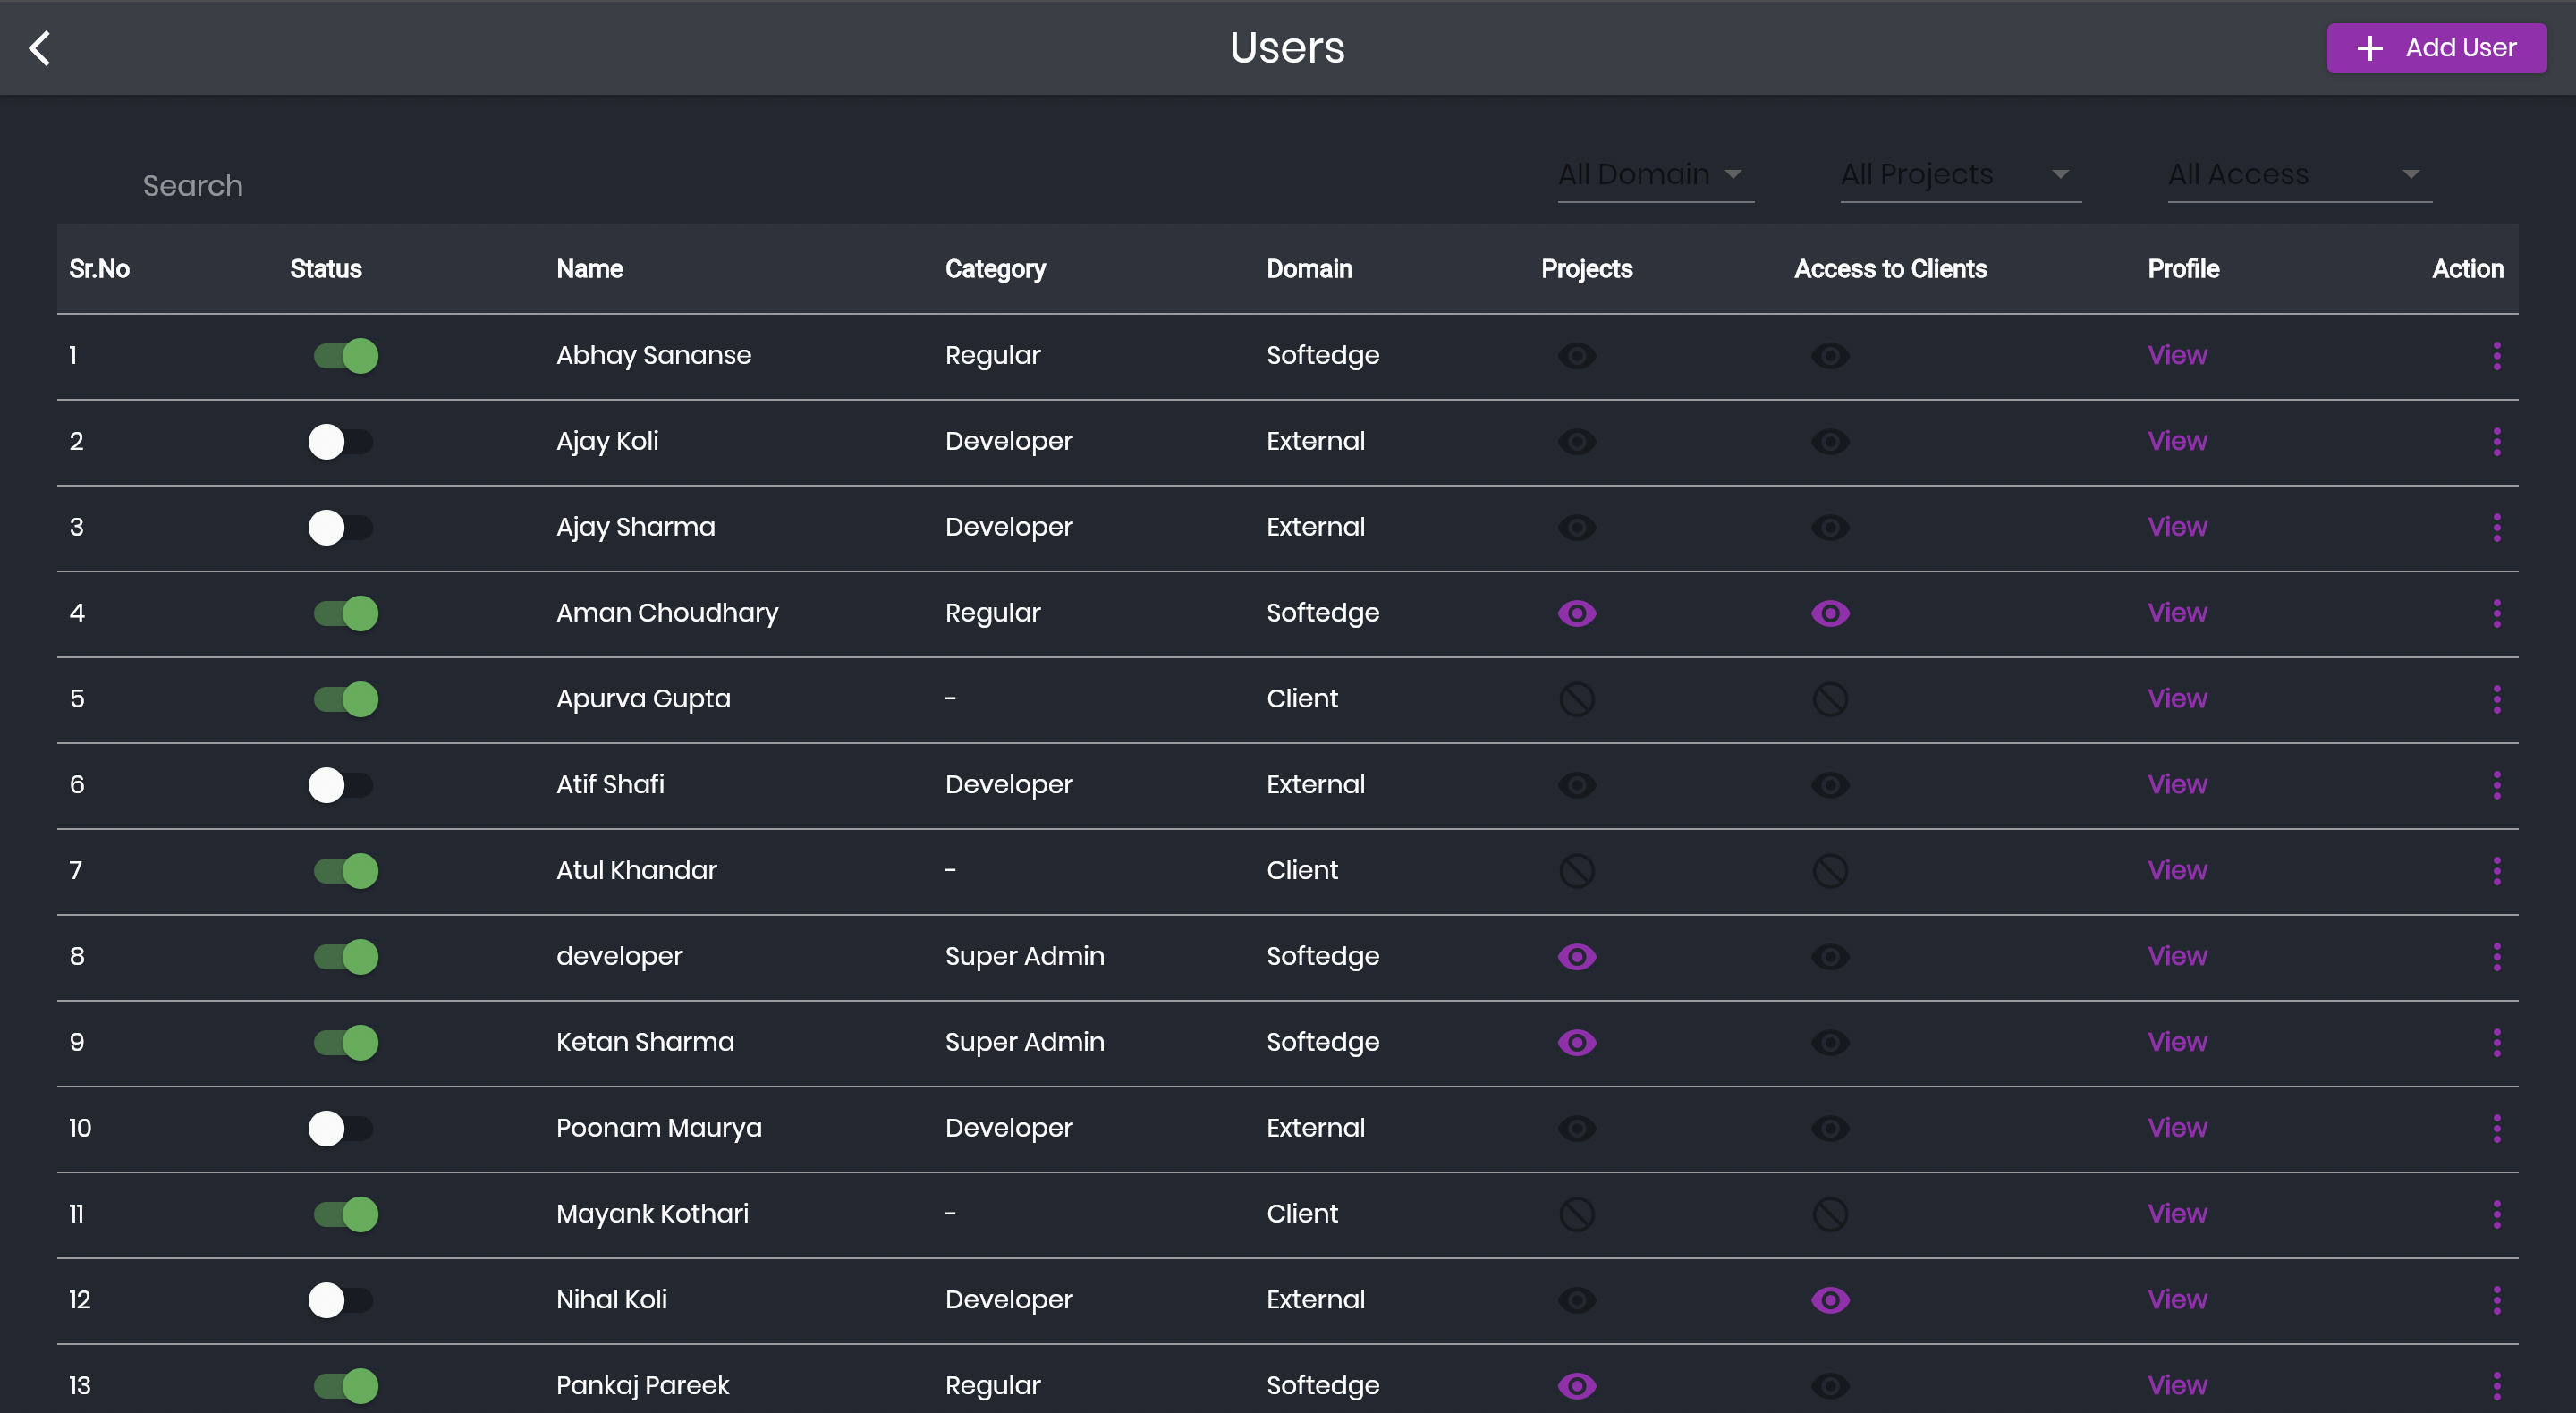 Users
Add User
Search
All Domain All Projects All Access
Sr.No Status Name Category Domain Projects Access to Clients Profile Action
1 Abhay Sananse Regular Softedge View
2 Ajay Koli Developer External View
3 Ajay Sharma Developer External View
4 Aman Choudhary Regular Softedge View
5 Apurva Gupta - Client View
6 Atif Shafi Developer External View
7 Atul Khandar - Client View
8 developer Super Admin Softedge View
9 Ketan Sharma Super Admin Softedge View
10 Poonam Maurya Developer External View
11 Mayank Kothari - Client View
12 Nihal Koli Developer External View
13 Pankaj Pareek Regular Softedge View